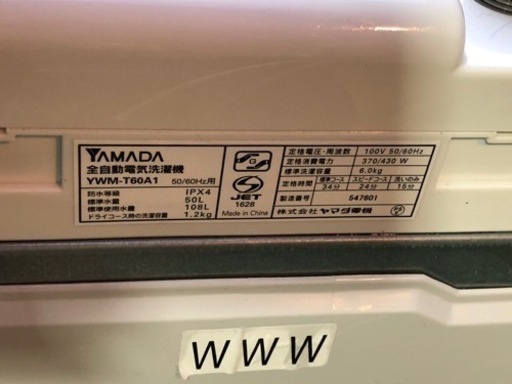 YAMADA
全自動電気洗濯機
YWM-T60A1 50/60Hz用
防水等級 IPX4
標準水量 50L
標準使用水量 108L
ドライコース時の洗濯容量 1.2kg
JET
1628
Made in China
定格電圧・周波数 100V 50/60Hz
定格消費電力 370/430 W
標準洗濯容量 6.0kg
標準コース スピードコース 洗いのみ
34分 24分 15分
製造番号 547601
株式会社 ヤマダ電機
WWW